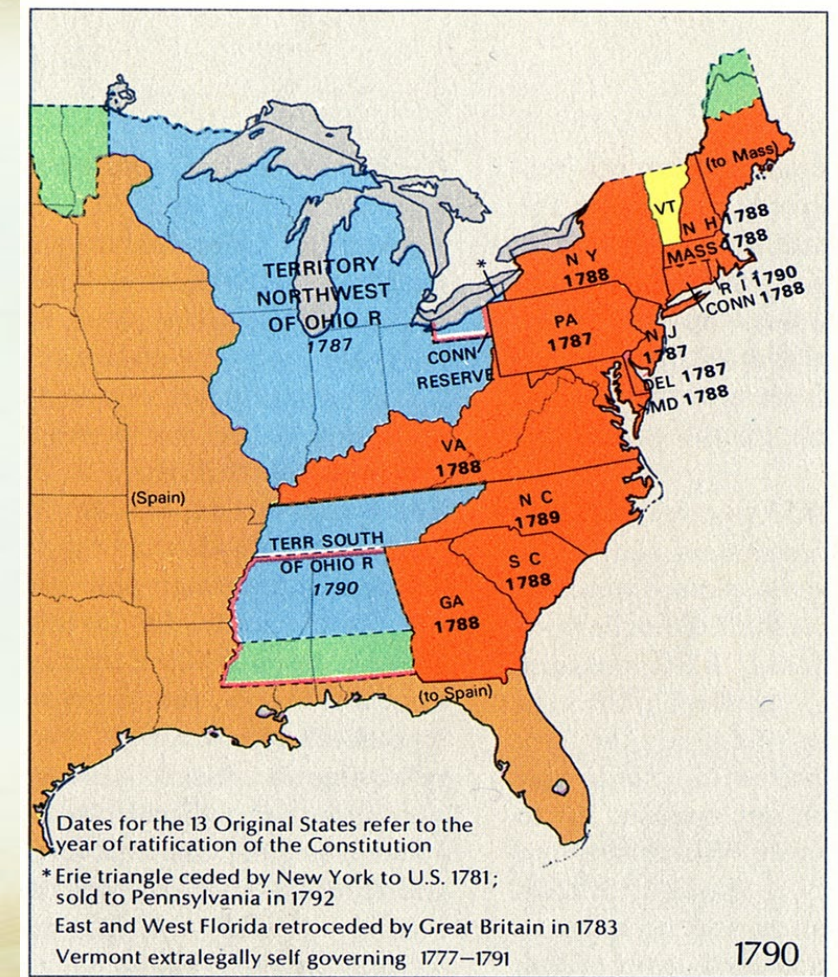 (to Mass)
VT
N H 1788
MASS 1788
*
N Y
1788
R I 1790
CONN 1788
TERRITORY
NORTHWEST
OF OHIO R
1787
PA
1787
N J
1787
CONN
RESERVE
DEL 1787
MD 1788
VA
1788
(Spain)
N C
1789
TERR SOUTH
OF OHIO R
1790
S C
1788
GA
1788
(to Spain)
Dates for the 13 Original States refer to the
year of ratification of the Constitution
* Erie triangle ceded by New York to U.S. 1781;
sold to Pennsylvania in 1792
East and West Florida retroceded by Great Britain in 1783
Vermont extralegally self governing 1777–1791
1790